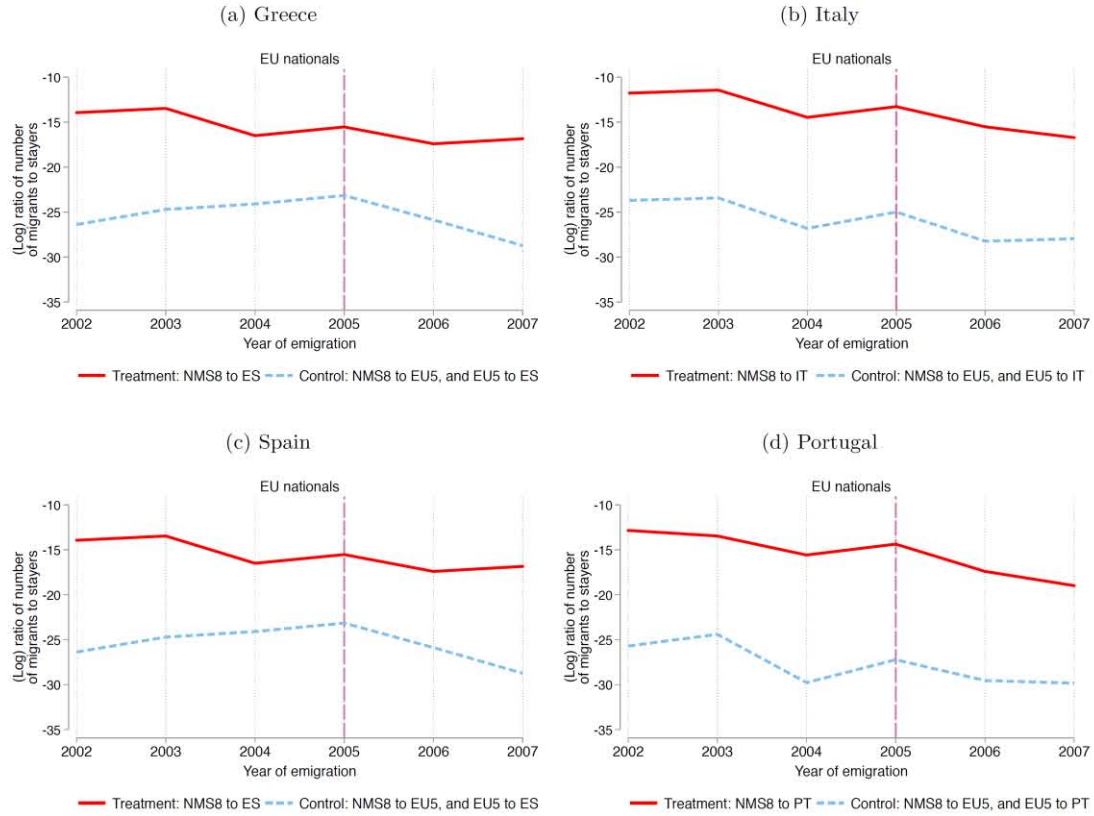 (a) Greece
EU nationals
(Log) ratio of number
of migrants to stayers
-10
-15
-20
-25
-30
-35
2002 2003 2004 2005 2006 2007
Year of emigration
Treatment: NMS8 to ES Control: NMS8 to EU5, and EU5 to ES
(b) Italy
EU nationals
(Log) ratio of number
of migrants to stayers
-10
-15
-20
-25
-30
-35
2002 2003 2004 2005 2006 2007
Year of emigration
Treatment: NMS8 to IT Control: NMS8 to EU5, and EU5 to IT
(c) Spain
EU nationals
(Log) ratio of number
of migrants to stayers
-10
-15
-20
-25
-30
-35
2002 2003 2004 2005 2006 2007
Year of emigration
Treatment: NMS8 to ES Control: NMS8 to EU5, and EU5 to ES
(d) Portugal
EU nationals
(Log) ratio of number
of migrants to stayers
-10
-15
-20
-25
-30
-35
2002 2003 2004 2005 2006 2007
Year of emigration
Treatment: NMS8 to PT Control: NMS8 to EU5, and EU5 to PT